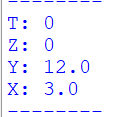 --------
T: 0
Z: 0
Y: 12.0
X: 3.0
--------